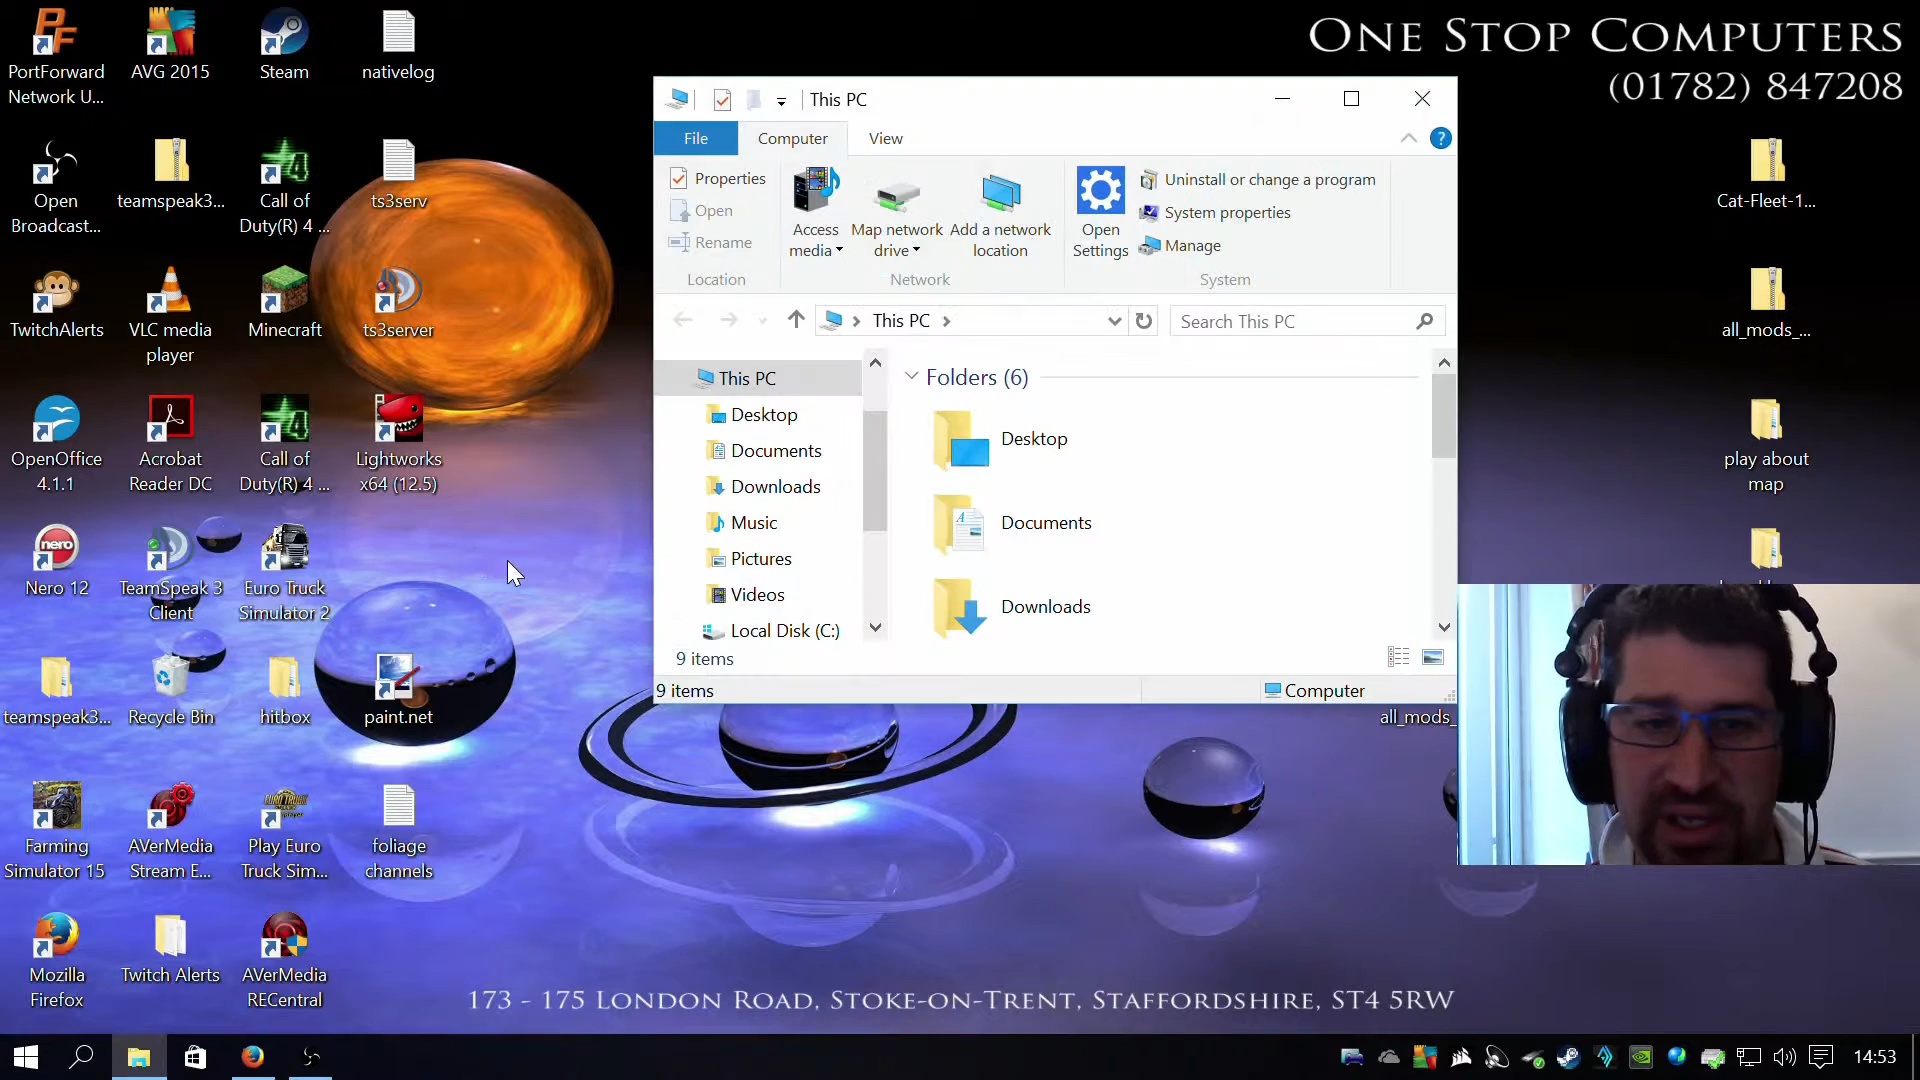 ONE STOP COMPUTERS
(01782) 847208
PortForward
Network U...
AVG 2015
Steam
nativelog
Open
Broadcast...
teamspeak3...
Call of
Duty(R) 4 ...
ts3serv
TwitchAlerts
VLC media
player
Minecraft
ts3server
OpenOffice
4.1.1
Acrobat
Reader DC
Call of
Duty(R) 4 ...
Lightworks
x64 (12.5)
Nero 12
TeamSpeak 3
Client
Euro Truck
Simulator 2
teamspeak3...
Recycle Bin
hitbox
paint.net
Farming
Simulator 15
AVerMedia
Stream E...
Play Euro
Truck Sim...
foliage
channels
Mozilla
Firefox
Twitch Alerts
AVerMedia
RECentral
This PC
File
Computer
View
Properties
Open
Rename
Location
Access
media
Map network
drive
Add a network
location
Network
Open
Settings
Uninstall or change a program
System properties
Manage
System
This PC
Search This PC
This PC
Desktop
Documents
Downloads
Music
Pictures
Videos
Local Disk (C:)
Folders (6)
Desktop
Documents
Downloads
9 items
9 items
Computer
Cat-Fleet-1...
all_mods_...
play about
map
all_mods_
173 - 175 LONDON ROAD, STOKE-ON-TRENT, STAFFORDSHIRE, ST4 5RW
14:53